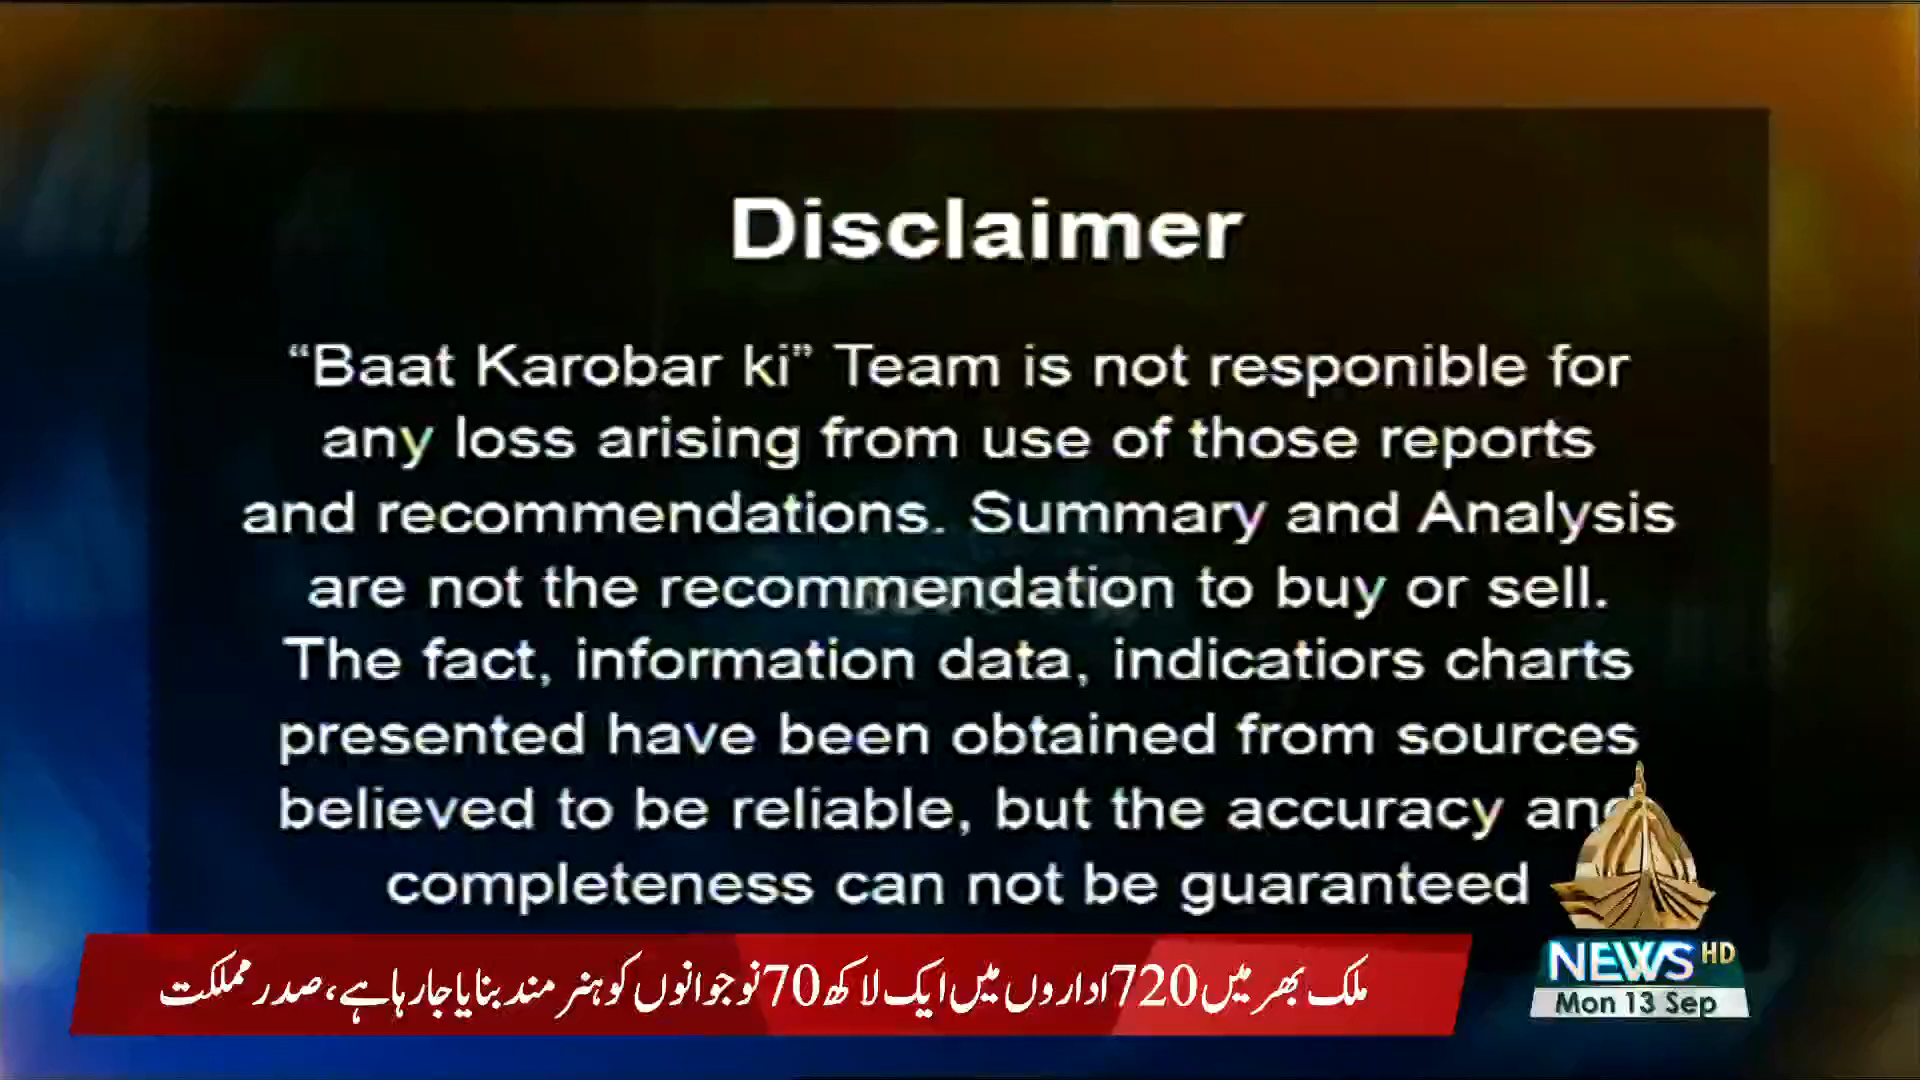 Disclaimer
“Baat Karobar ki” Team is not responible for
any loss arising from use of those reports
and recommendations. Summary and Analysis
are not the recommendation to buy or sell.
The fact, information data, indicatiors charts
presented have been obtained from sources
believed to be reliable, but the accuracy and
completeness can not be guaranteed
ملک بھر میں 720 اداروں میں ایک لاکھ 70 نوجوانوں کو ہنر مند بنایا جا رہا ہے، صدر مملکت
NEWS HD
Mon 13 Sep